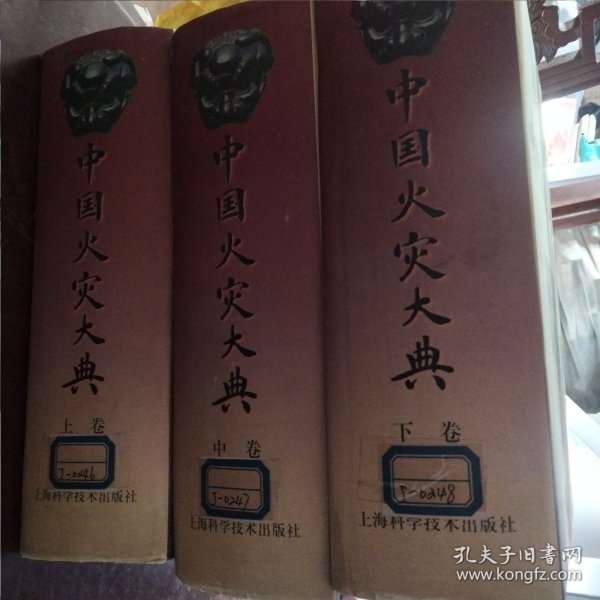 中国火灾大典
上卷
J-0246
上海科学技术出版社
中国火灾大典
中卷
J-0247
上海科学技术出版社
中国火灾大典
下卷
J-0248
上海科学技术出版社
孔夫子旧书网
www.kongfz.com